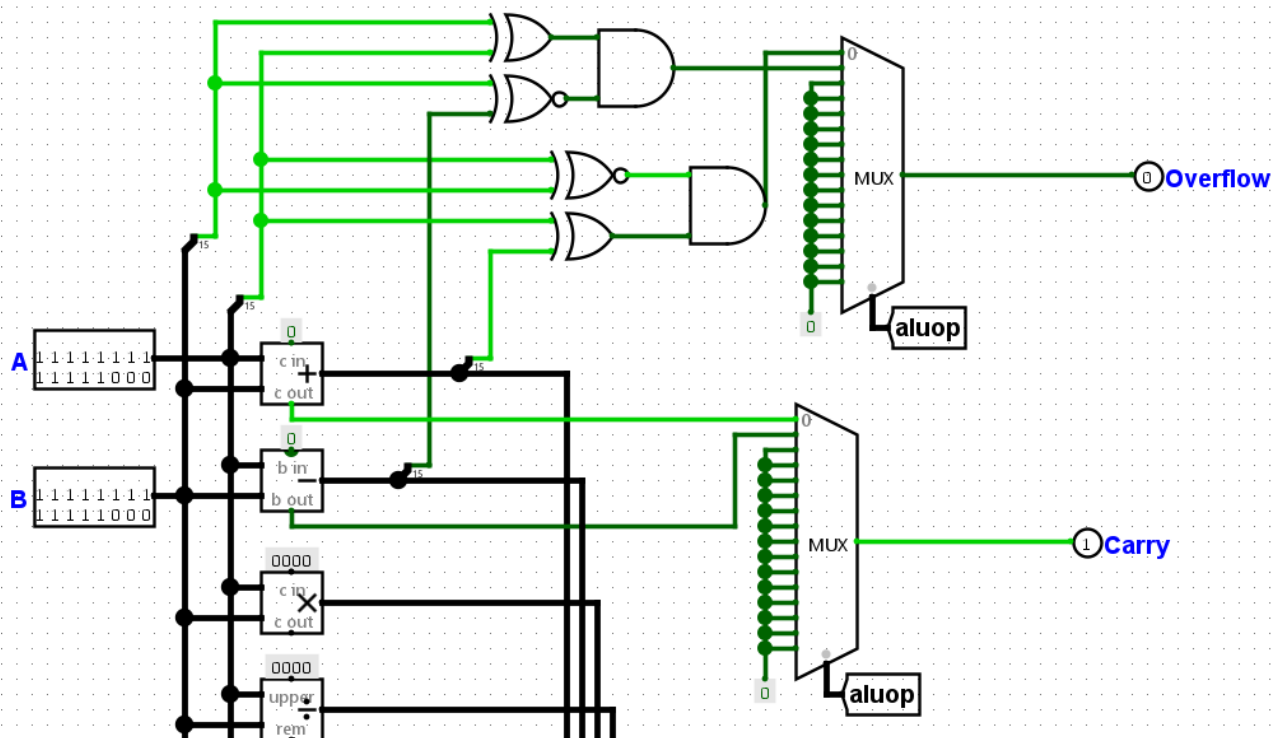 0
MUX
0
Overflow
15
15
0
aluop
0
A
1 1 1 1 1 1 1 1
1 1 1 1 1 0 0 0
c in
+
c out
15
0
0
b in
−
b out
15
B
1 1 1 1 1 1 1 1
1 1 1 1 1 0 0 0
MUX
1
Carry
0000
c in
×
c out
0000
upper
÷
rem
0
aluop